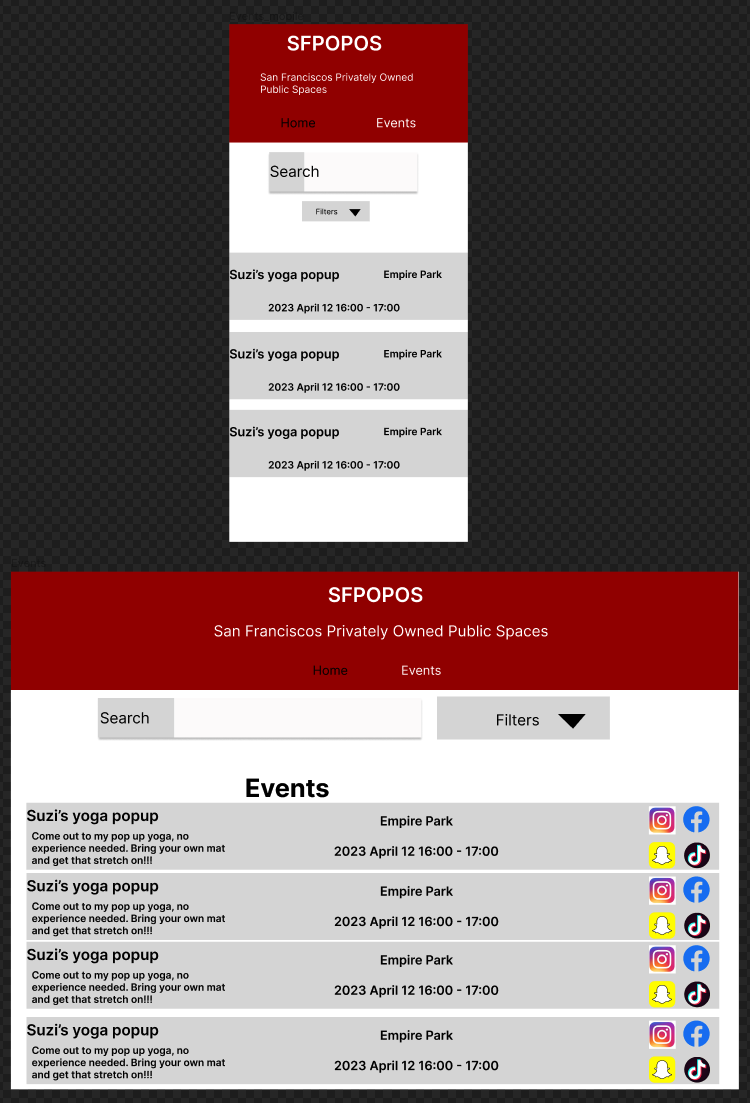 SFPOPOS
San Franciscos Privately Owned
Public Spaces
Home Events
Search
Filters
Suzi's yoga popup Empire Park
2023 April 12 16:00 - 17:00
Suzi's yoga popup Empire Park
2023 April 12 16:00 - 17:00
Suzi's yoga popup Empire Park
2023 April 12 16:00 - 17:00
SFPOPOS
San Franciscos Privately Owned Public Spaces
Home Events
Search Filters
Events
Suzi's yoga popup
Come out to my pop up yoga, no
experience needed. Bring your own mat
and get that stretch on!!!
Empire Park
2023 April 12 16:00 - 17:00
Suzi's yoga popup
Come out to my pop up yoga, no
experience needed. Bring your own mat
and get that stretch on!!!
Empire Park
2023 April 12 16:00 - 17:00
Suzi's yoga popup
Come out to my pop up yoga, no
experience needed. Bring your own mat
and get that stretch on!!!
Empire Park
2023 April 12 16:00 - 17:00
Suzi's yoga popup
Come out to my pop up yoga, no
experience needed. Bring your own mat
and get that stretch on!!!
Empire Park
2023 April 12 16:00 - 17:00